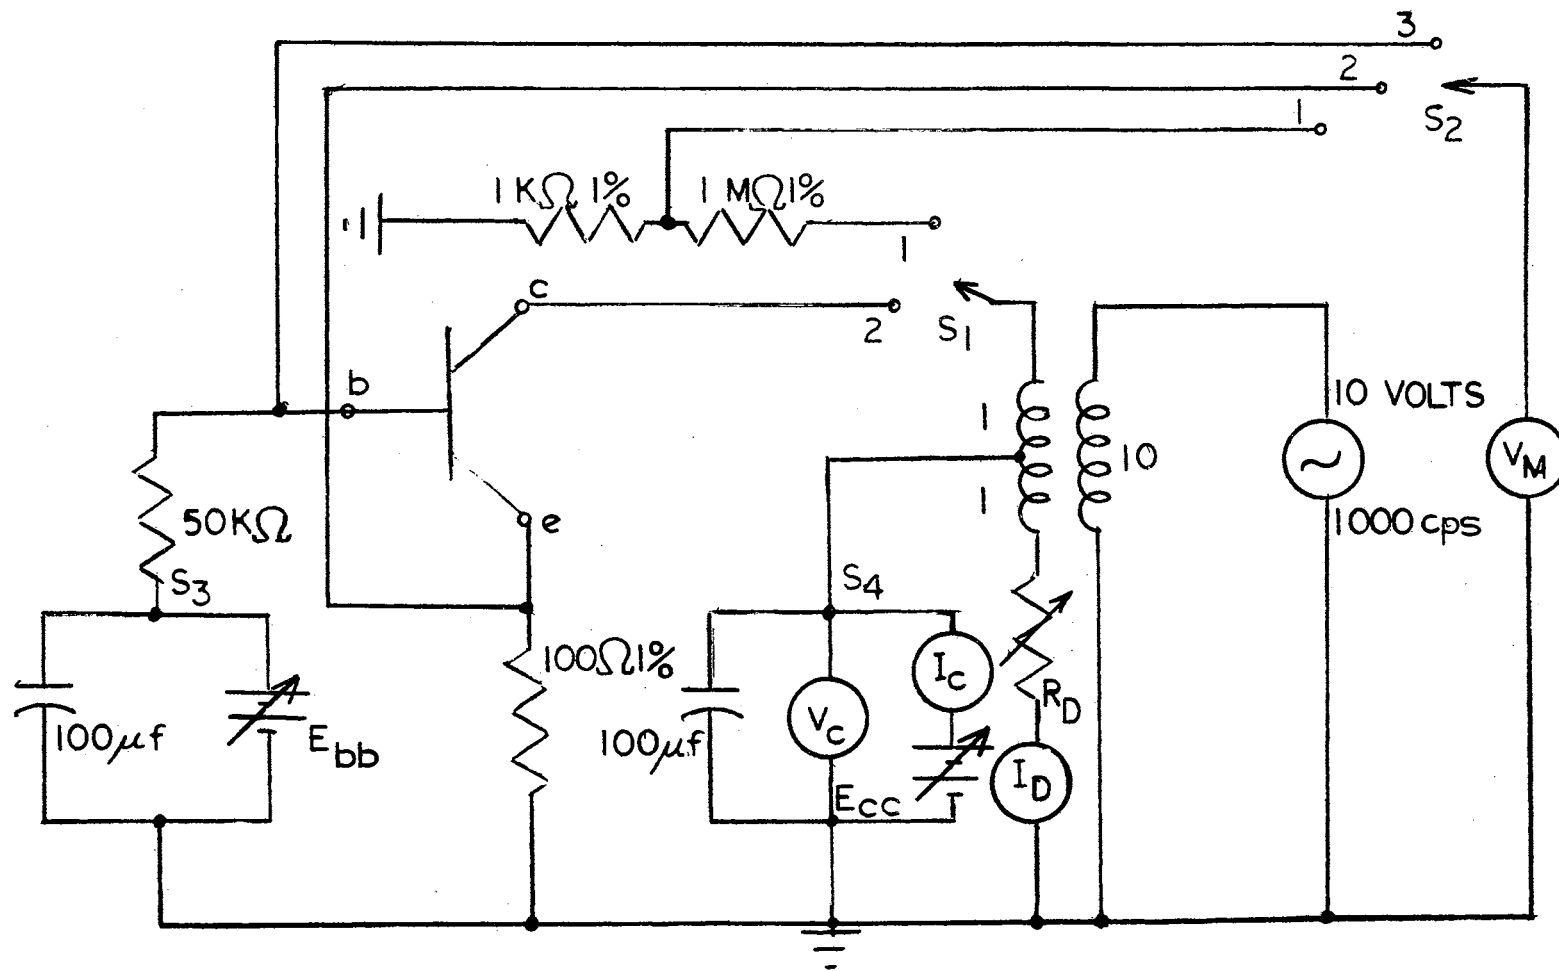 3
2
1
S2
1 KΩ 1%
1 MΩ 1%
1
c
2
S1
b
1
10 VOLTS
10
VM
1
50KΩ
e
1000 cps
S3
S4
100Ω 1%
IC
RD
VC
100μf
Ebb
100μf
ECC
ID